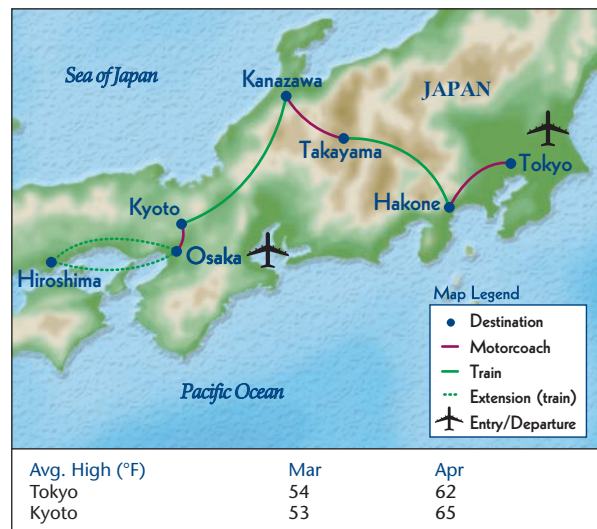 Sea of Japan
Kanazawa
JAPAN
Takayama
Tokyo
Hakone
Kyoto
Osaka
Hiroshima
Pacific Ocean
Map Legend
Destination
Motorcoach
Train
Extension (train)
Entry/Departure
Avg. High (°F) Mar Apr
Tokyo 54 62
Kyoto 53 65